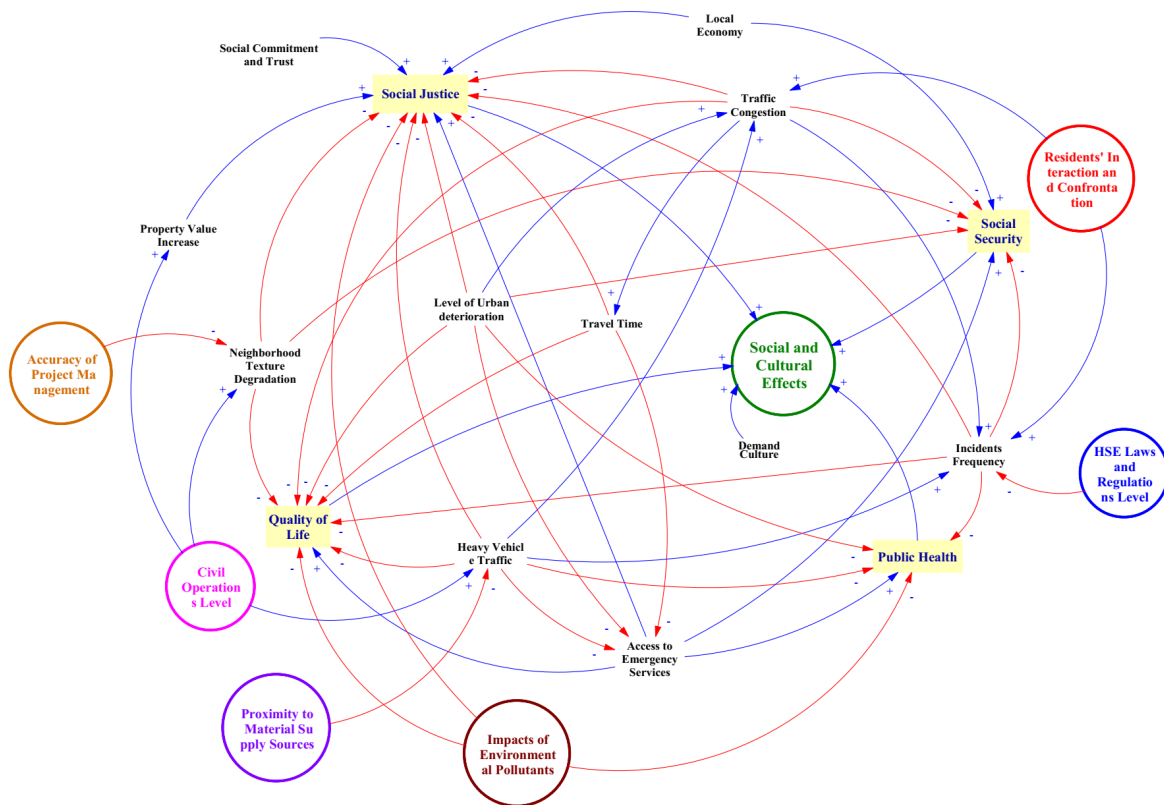 Local
Economy
Social Commitment
and Trust
Social Justice
Traffic
Congestion
Residents' In
teraction an
d Confronta
tion
Social
Security
Property Value
Increase
Level of Urban
deterioration
Travel Time
Accuracy of
Project Ma
nagement
Neighborhood
Texture
Degradation
Social and
Cultural
Effects
Demand
Culture
Incidents
Frequency
HSE Laws
and
Regulatio
ns Level
Quality of
Life
Heavy Vehicl
e Traffic
Public Health
Civil
Operation
s Level
Access to
Emergency
Services
Proximity to
Material Su
pply Sources
Impacts of
Environment
al Pollutants